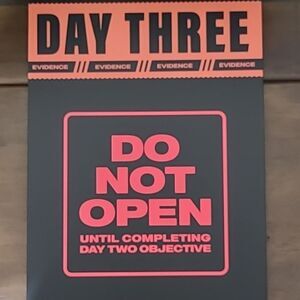 DAY THREE
EVIDENCE /// EVIDENCE /// EVIDENCE /// EVIDENCE
DO
NOT
OPEN
UNTIL COMPLETING
DAY TWO OBJECTIVE